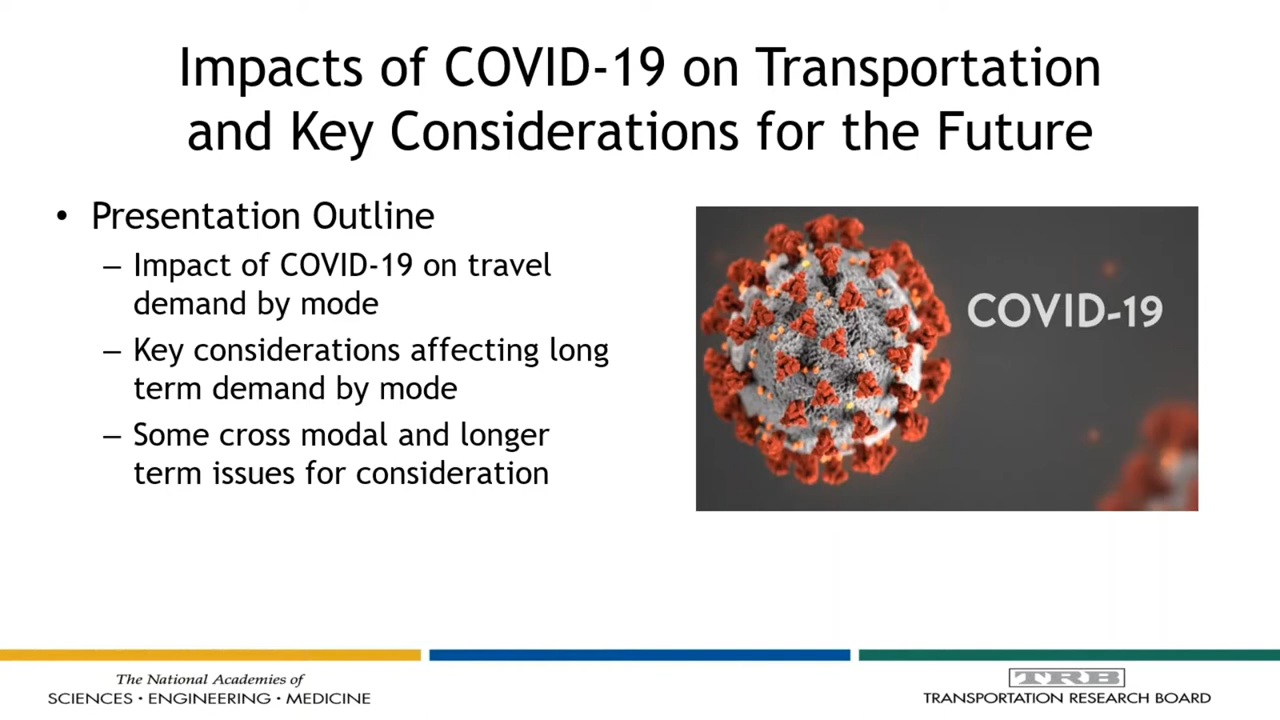 Impacts of COVID-19 on Transportation
and Key Considerations for the Future
• Presentation Outline
– Impact of COVID-19 on travel
demand by mode
– Key considerations affecting long
term demand by mode
– Some cross modal and longer
term issues for consideration
COVID-19
The National Academies of
SCIENCES · ENGINEERING · MEDICINE
TRB
TRANSPORTATION RESEARCH BOARD